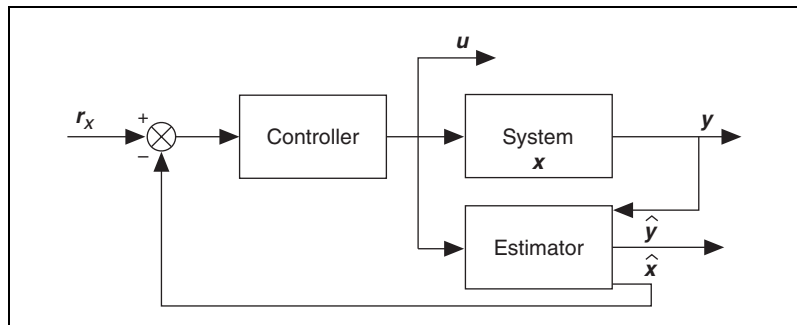 u
r_x
+
−
Controller
System
x
y
Estimator
ŷ
x̂